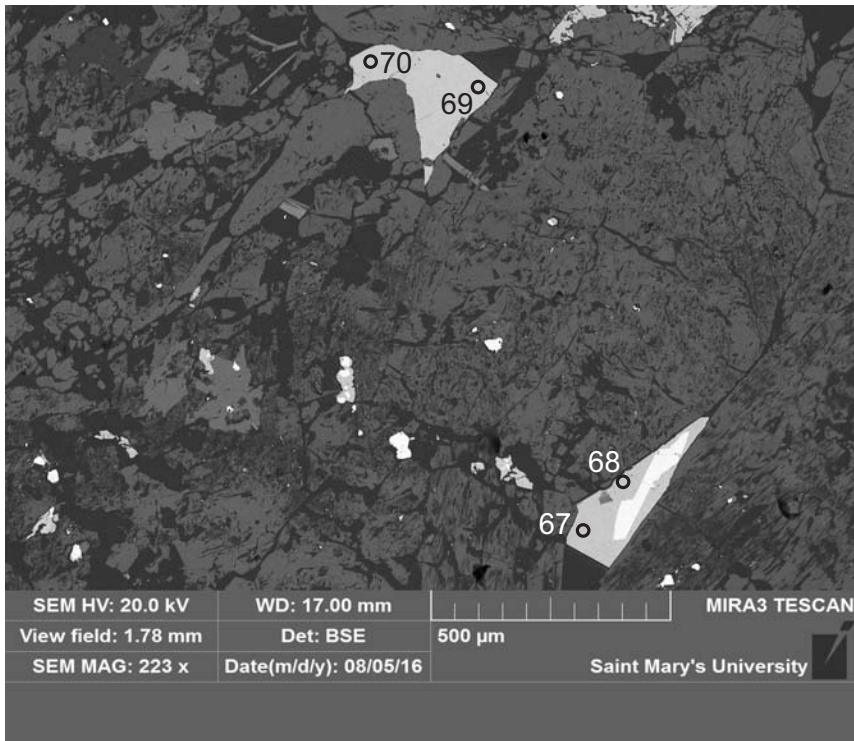 70
69
68
67
SEM HV: 20.0 kV WD: 17.00 mm MIRA3 TESCAN
View field: 1.78 mm Det: BSE 500 µm
SEM MAG: 223 x Date(m/d/y): 08/05/16 Saint Mary's University